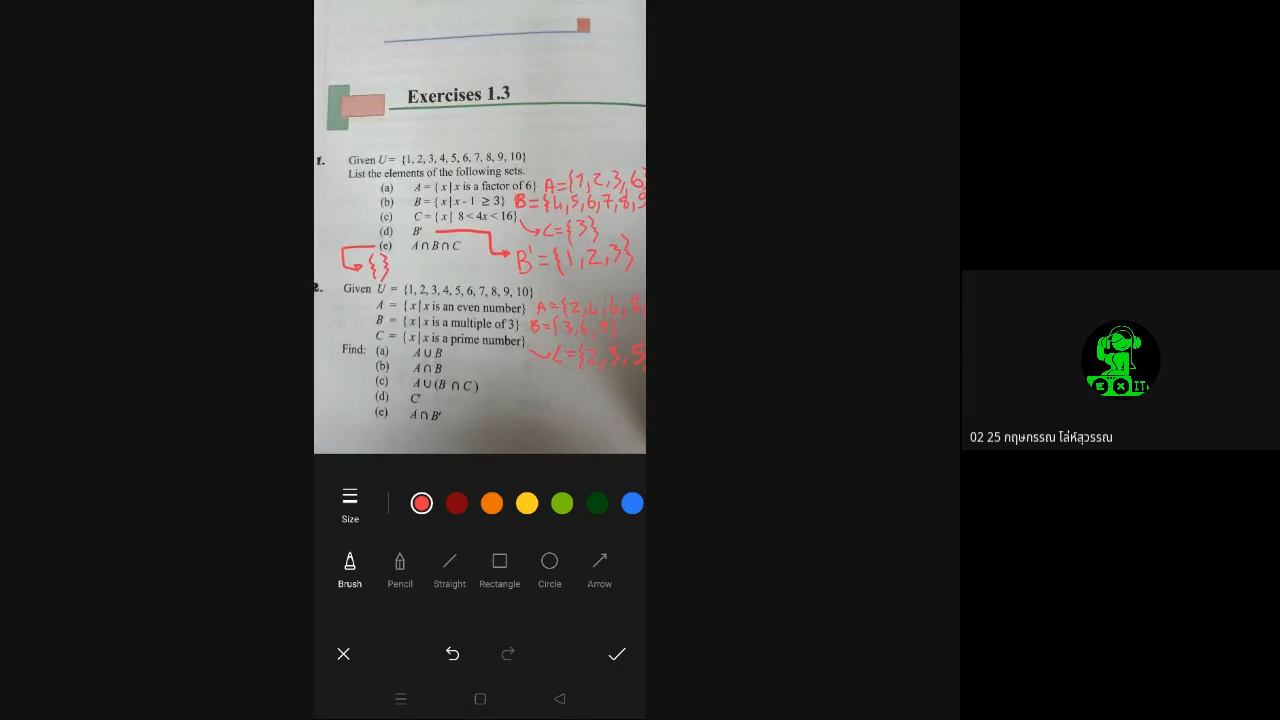 Exercises 1.3
1. Given U = {1, 2, 3, 4, 5, 6, 7, 8, 9, 10}
List the elements of the following sets.
(a) A = { x | x is a factor of 6} A={1,2,3,6}
(b) B = { x | x - 1 ≥ 3} B={4,5,6,7,8,9
(c) C = { x | 8 < 4x < 16} C={3}
(d) B' B'={1,2,3}
(e) A ∩ B ∩ C {}
2. Given U = {1, 2, 3, 4, 5, 6, 7, 8, 9, 10}
A = { x | x is an even number} A={2,4,6,8,
B = { x | x is a multiple of 3} B={3,6,9}
C = { x | x is a prime number} C={2,3,5,
Find: (a) A ∪ B
(b) A ∩ B
(c) A ∪ (B ∩ C)
(d) C'
(e) A ∩ B'
Size
Brush Pencil Straight Rectangle Circle Arrow
EX IT
02 25 กฤษกรรณ โล่ห์สุวรรณ